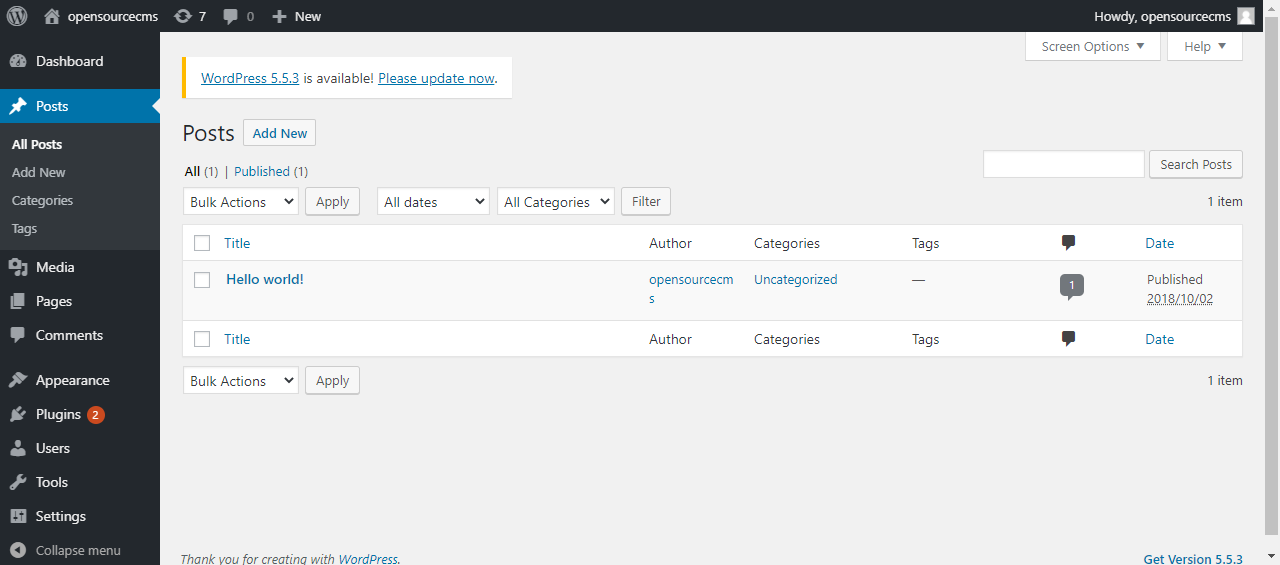 opensourcecms 7 0 New Howdy, opensourcecms
Screen Options Help
Dashboard
Posts
All Posts
Add New
Categories
Tags
Media
Pages
Comments
Appearance
Plugins 2
Users
Tools
Settings
Collapse menu
WordPress 5.5.3 is available! Please update now.
Posts Add New
All (1) | Published (1)
Search Posts
Bulk Actions Apply All dates All Categories Filter 1 item
Title Author Categories Tags Date
Hello world! opensourcecm Uncategorized — 1 Published
s 2018/10/02
Title Author Categories Tags Date
Bulk Actions Apply 1 item
Thank you for creating with WordPress. Get Version 5.5.3